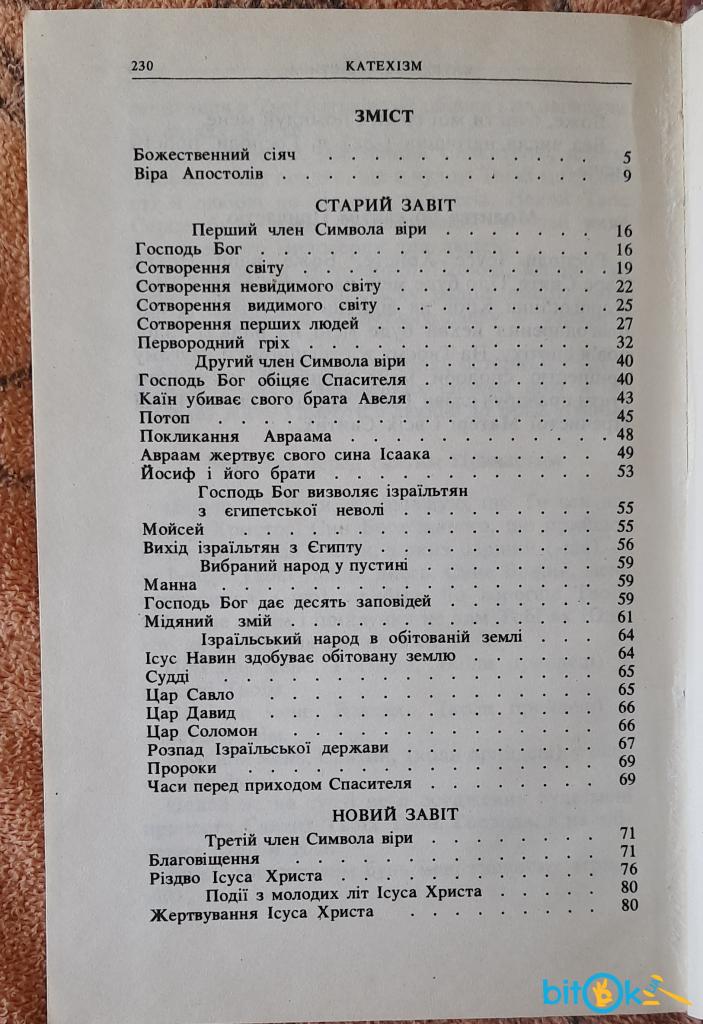 230 КАТЕХІЗМ
ЗМІСТ
Божественний сіяч . . . . . . . . . . . . 5
Віра Апостолів . . . . . . . . . . . . . . 9
СТАРИЙ ЗАВІТ
Перший член Символа віри . . . . . . . 16
Господь Бог . . . . . . . . . . . . . . . 16
Сотворення світу . . . . . . . . . . . . . 19
Сотворення невидимого світу . . . . . . . . 22
Сотворення видимого світу . . . . . . . . . 25
Сотворення перших людей . . . . . . . . . . 27
Первородний гріх . . . . . . . . . . . . . 32
Другий член Символа віри . . . . . . . . 40
Господь Бог обіцяє Спасителя . . . . . . . . 40
Каїн убиває свого брата Авеля . . . . . . . 43
Потоп . . . . . . . . . . . . . . . . 45
Покликання Авраама . . . . . . . . . . . 48
Авраам жертвує свого сина Ісаака . . . . . . 49
Йосиф і його брати . . . . . . . . . . . 53
Господь Бог визволяє ізраїльтян
з єгипетської неволі . . . . . . . . 55
Мойсей . . . . . . . . . . . . . . 55
Вихід ізраїльтян з Єгипту . . . . . . . . . 56
Вибраний народ у пустині . . . . . . . 59
Манна . . . . . . . . . . . . . . . 59
Господь Бог дає десять заповідей . . . . . . 59
Мідяний змій . . . . . . . . . . . . . 61
Ізраїльський народ в обітованій землі . . . 64
Ісус Навин здобуває обітовану землю . . . . . 64
Судді . . . . . . . . . . . . . . . 65
Цар Савло . . . . . . . . . . . . . 65
Цар Давид . . . . . . . . . . . . . 66
Цар Соломон . . . . . . . . . . . . . 66
Розпад Ізраїльської держави . . . . . . . . 67
Пророки . . . . . . . . . . . . . . 69
Часи перед приходом Спасителя . . . . . . . 69
НОВИЙ ЗАВІТ
Третій член Символа віри . . . . . . . 71
Благовіщення . . . . . . . . . . . . 71
Різдво Ісуса Христа . . . . . . . . . . . 76
Події з молодих літ Ісуса Христа . . . . . 80
Жертвування Ісуса Христа . . . . . . . . . 80
bitok